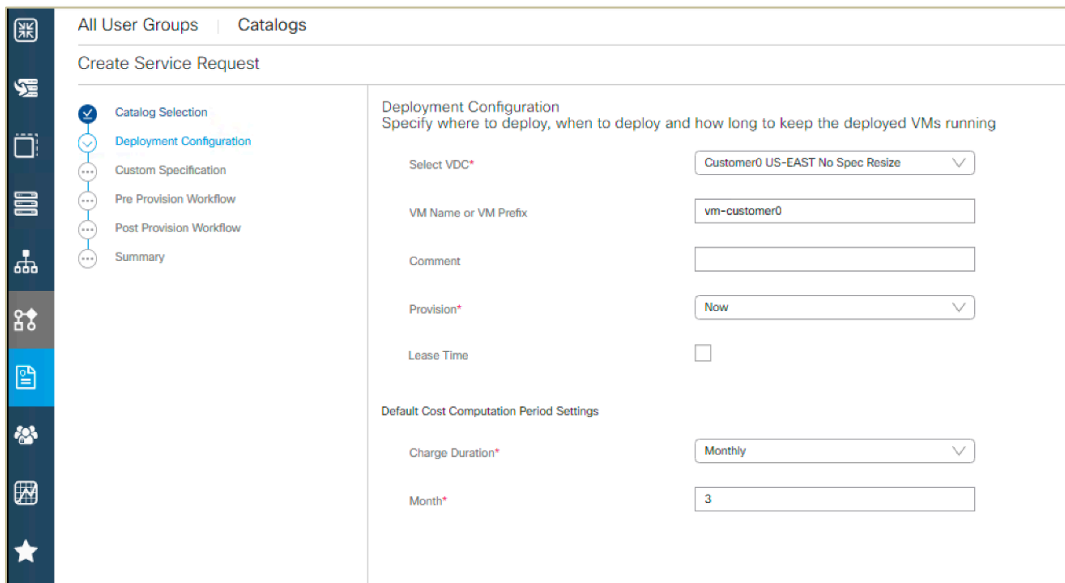 All User Groups
Catalogs
Create Service Request
Catalog Selection
Deployment Configuration
Custom Specification
Pre Provision Workflow
Post Provision Workflow
Summary
Deployment Configuration
Specify where to deploy, when to deploy and how long to keep the deployed VMs running
Select VDC*
Customer0 US-EAST No Spec Resize
VM Name or VM Prefix
vm-customer0
Comment
Provision*
Now
Lease Time
Default Cost Computation Period Settings
Charge Duration*
Monthly
Month*
3